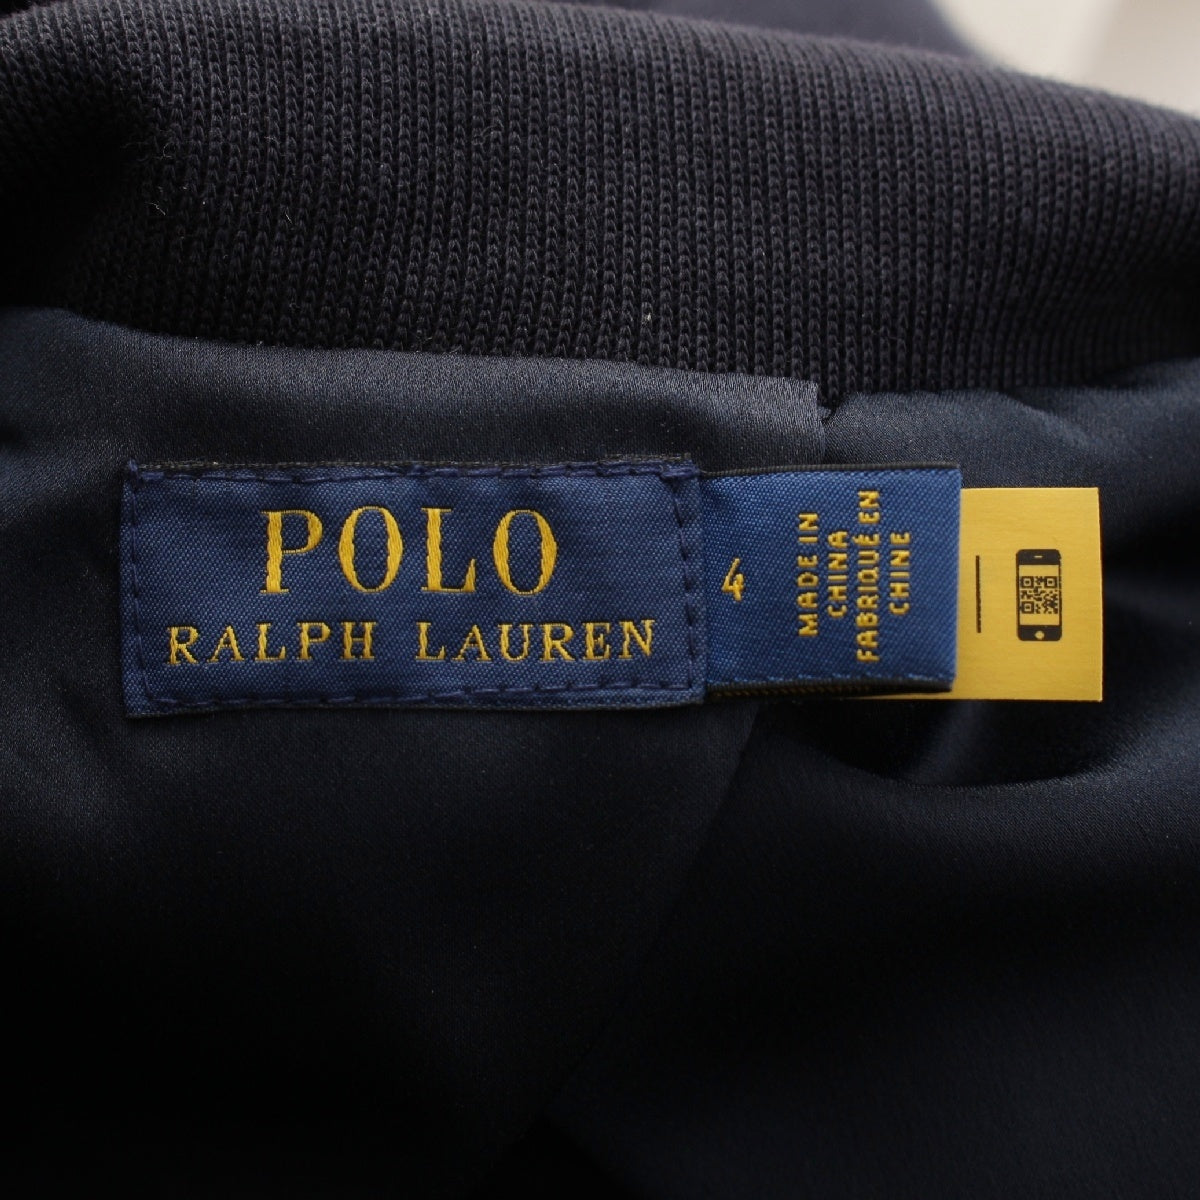 POLO
RALPH LAUREN
4
MADE IN
CHINA
FABRIQUÉ EN
CHINE